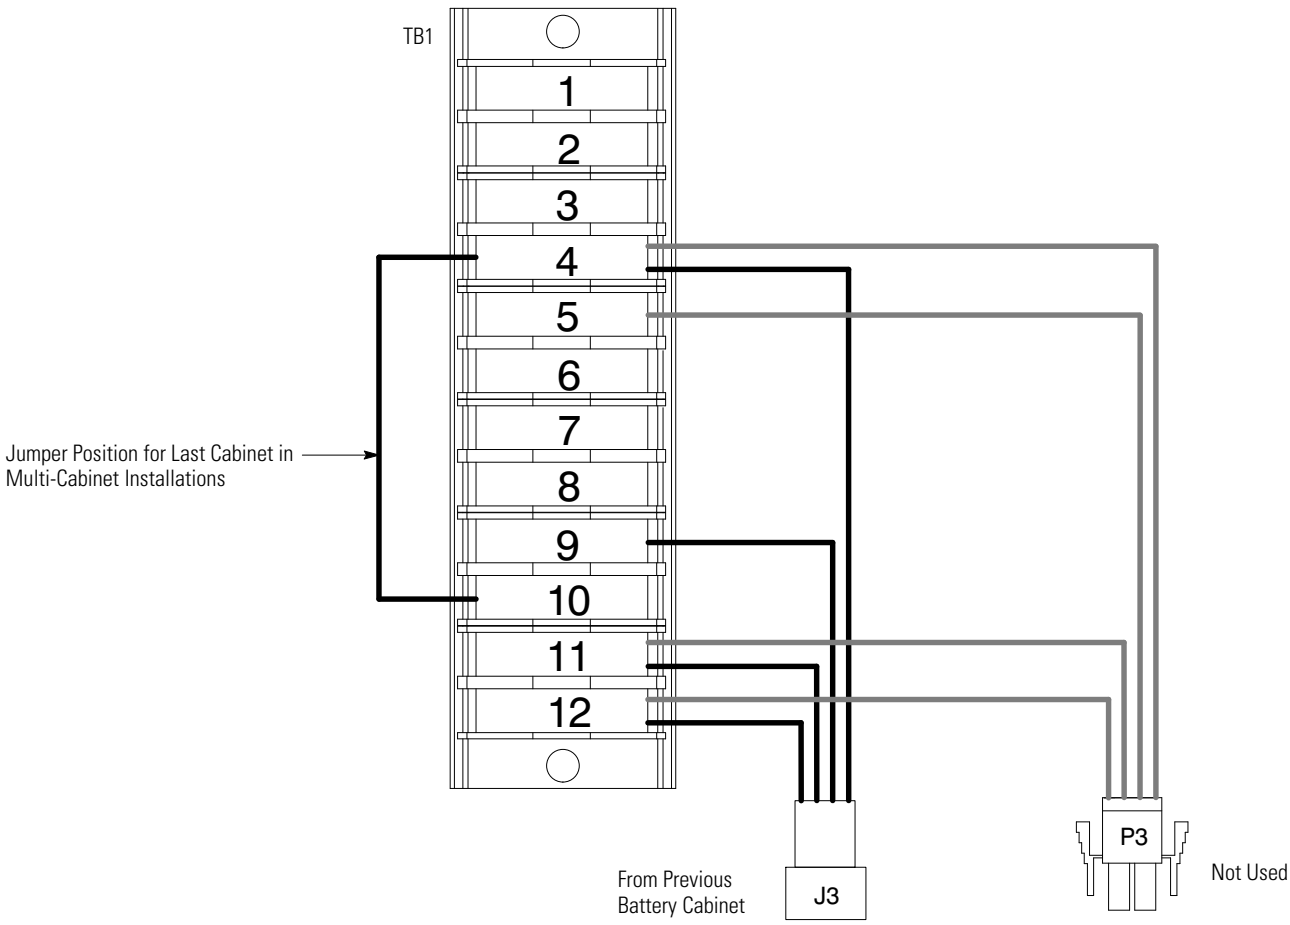 TB1
1
2
3
4
5
6
7
8
9
10
11
12
Jumper Position for Last Cabinet in
Multi-Cabinet Installations
From Previous
Battery Cabinet
J3
P3
Not Used